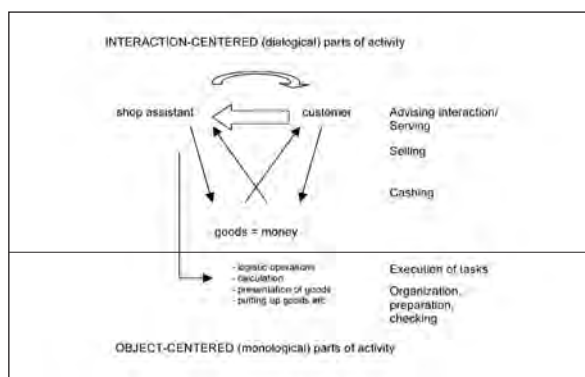 INTERACTION-CENTERED (dialogical) parts of activity
shop assistant
customer
Advising interaction/
Serving
Selling
Cashing
goods = money
- logistic operations
- calculation
- presentation of goods
- putting up goods etc
Execution of tasks
Organization,
preparation,
checking
OBJECT-CENTERED (monological) parts of activity